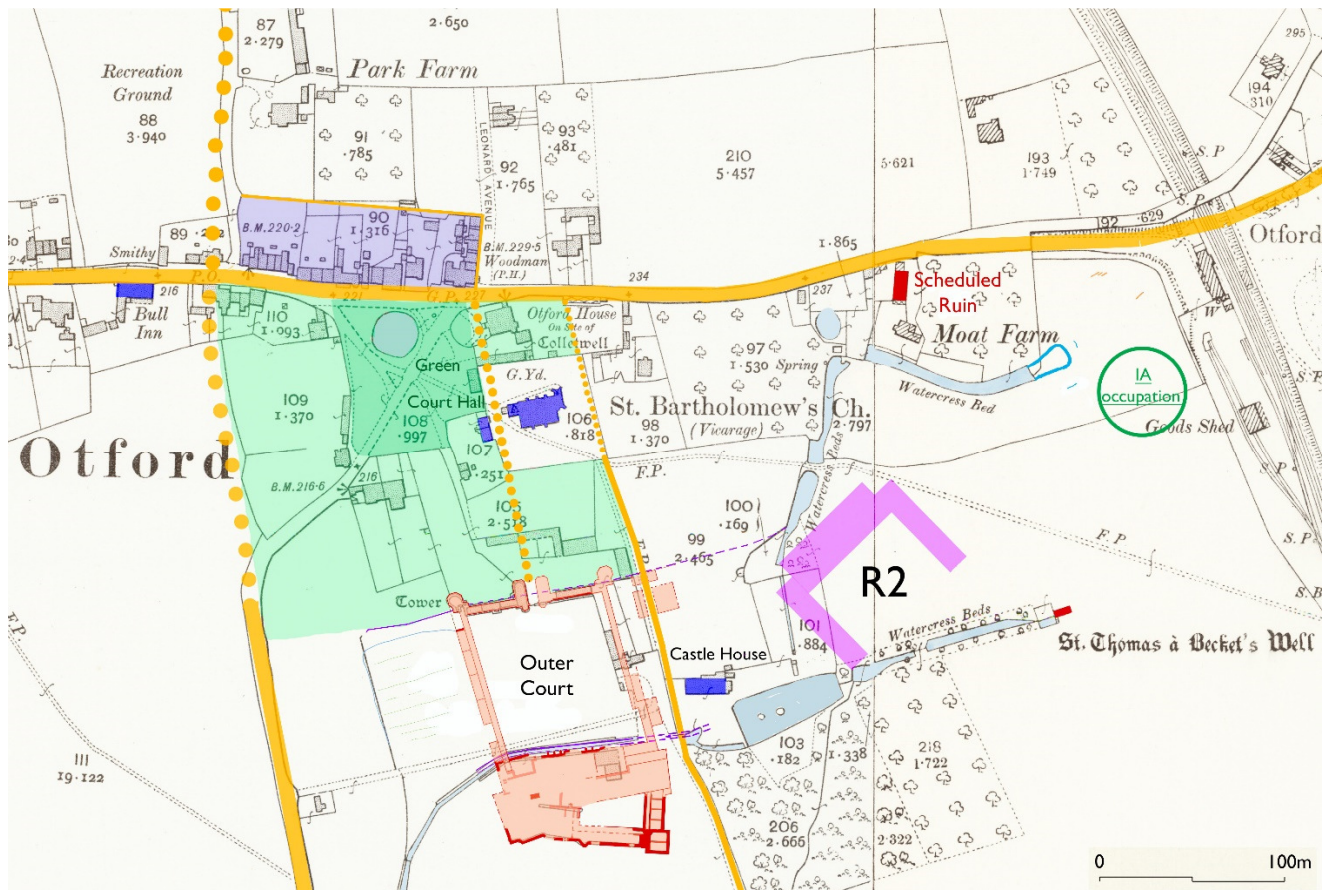 87
2.279
2.650
295
Recreation
Ground
88
3.940
Park Farm
194
310
91
.785
LEONARD AVENUE
93
.481
92
1.765
210
5.457
5.621
193
1.749
S.P
S.P.
192
.629
Otford
90
1.316
B.M.220.2
89
Smithy
P.O.
216
Bull
Inn
B.M.229.5
Woodman
(P.H.)
1.865
234
237
221
G.P.
227
110
1.093
Otford House
On Site of
Colletwell
Scheduled
Ruin
Moat Farm
W
Green
97
1.530
Spring
Watercress Bed
IA
occupation
Goods Shed
S.P.
G.Yd.
109
1.370
Court Hall
108
.997
107
.251
106
.818
St. Bartholomew's Ch.
(Vicarage)
98
1.370
2.797
F.P.
Watercress Beds
S.P.
Otford
B.M.216.6
216
105
2.518
100
.169
99
2.465
F.P.
F.P
S.P.
S.B
R2
Tower
101
.884
Watercress Beds
St. Thomas à Becket's Well
F.P.
Outer
Court
Castle House
111
19.122
103
.182
1.338
218
1.722
206
2.666
2.322
0
100m